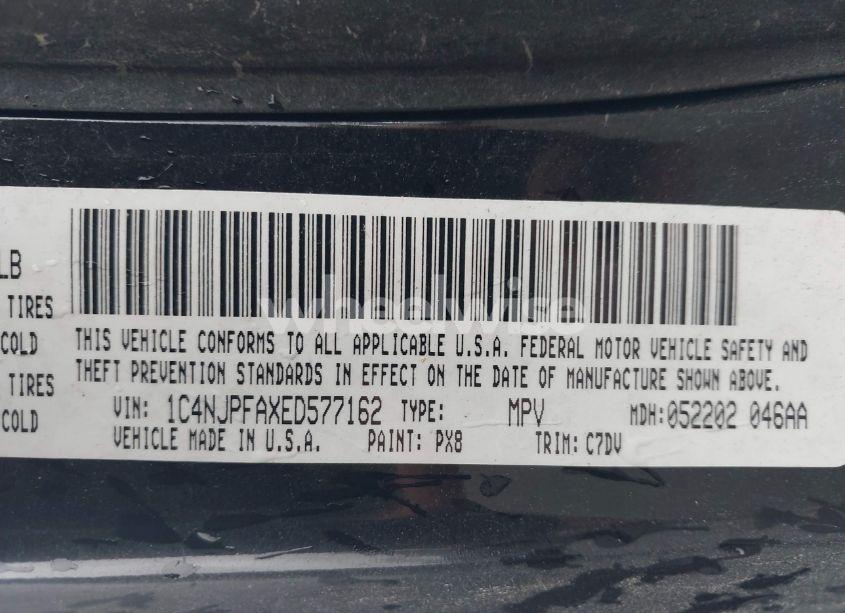 LB
TIRES
COLD
TIRES
COLD
wheelwise
THIS VEHICLE CONFORMS TO ALL APPLICABLE U.S.A. FEDERAL MOTOR VEHICLE SAFETY AND
THEFT PREVENTION STANDARDS IN EFFECT ON THE DATE OF MANUFACTURE SHOWN ABOVE.
VIN: 1C4NJPFAXED577162 TYPE: MPV MDH:052202 046AA
VEHICLE MADE IN U.S.A. PAINT: PX8 TRIM: C7DV